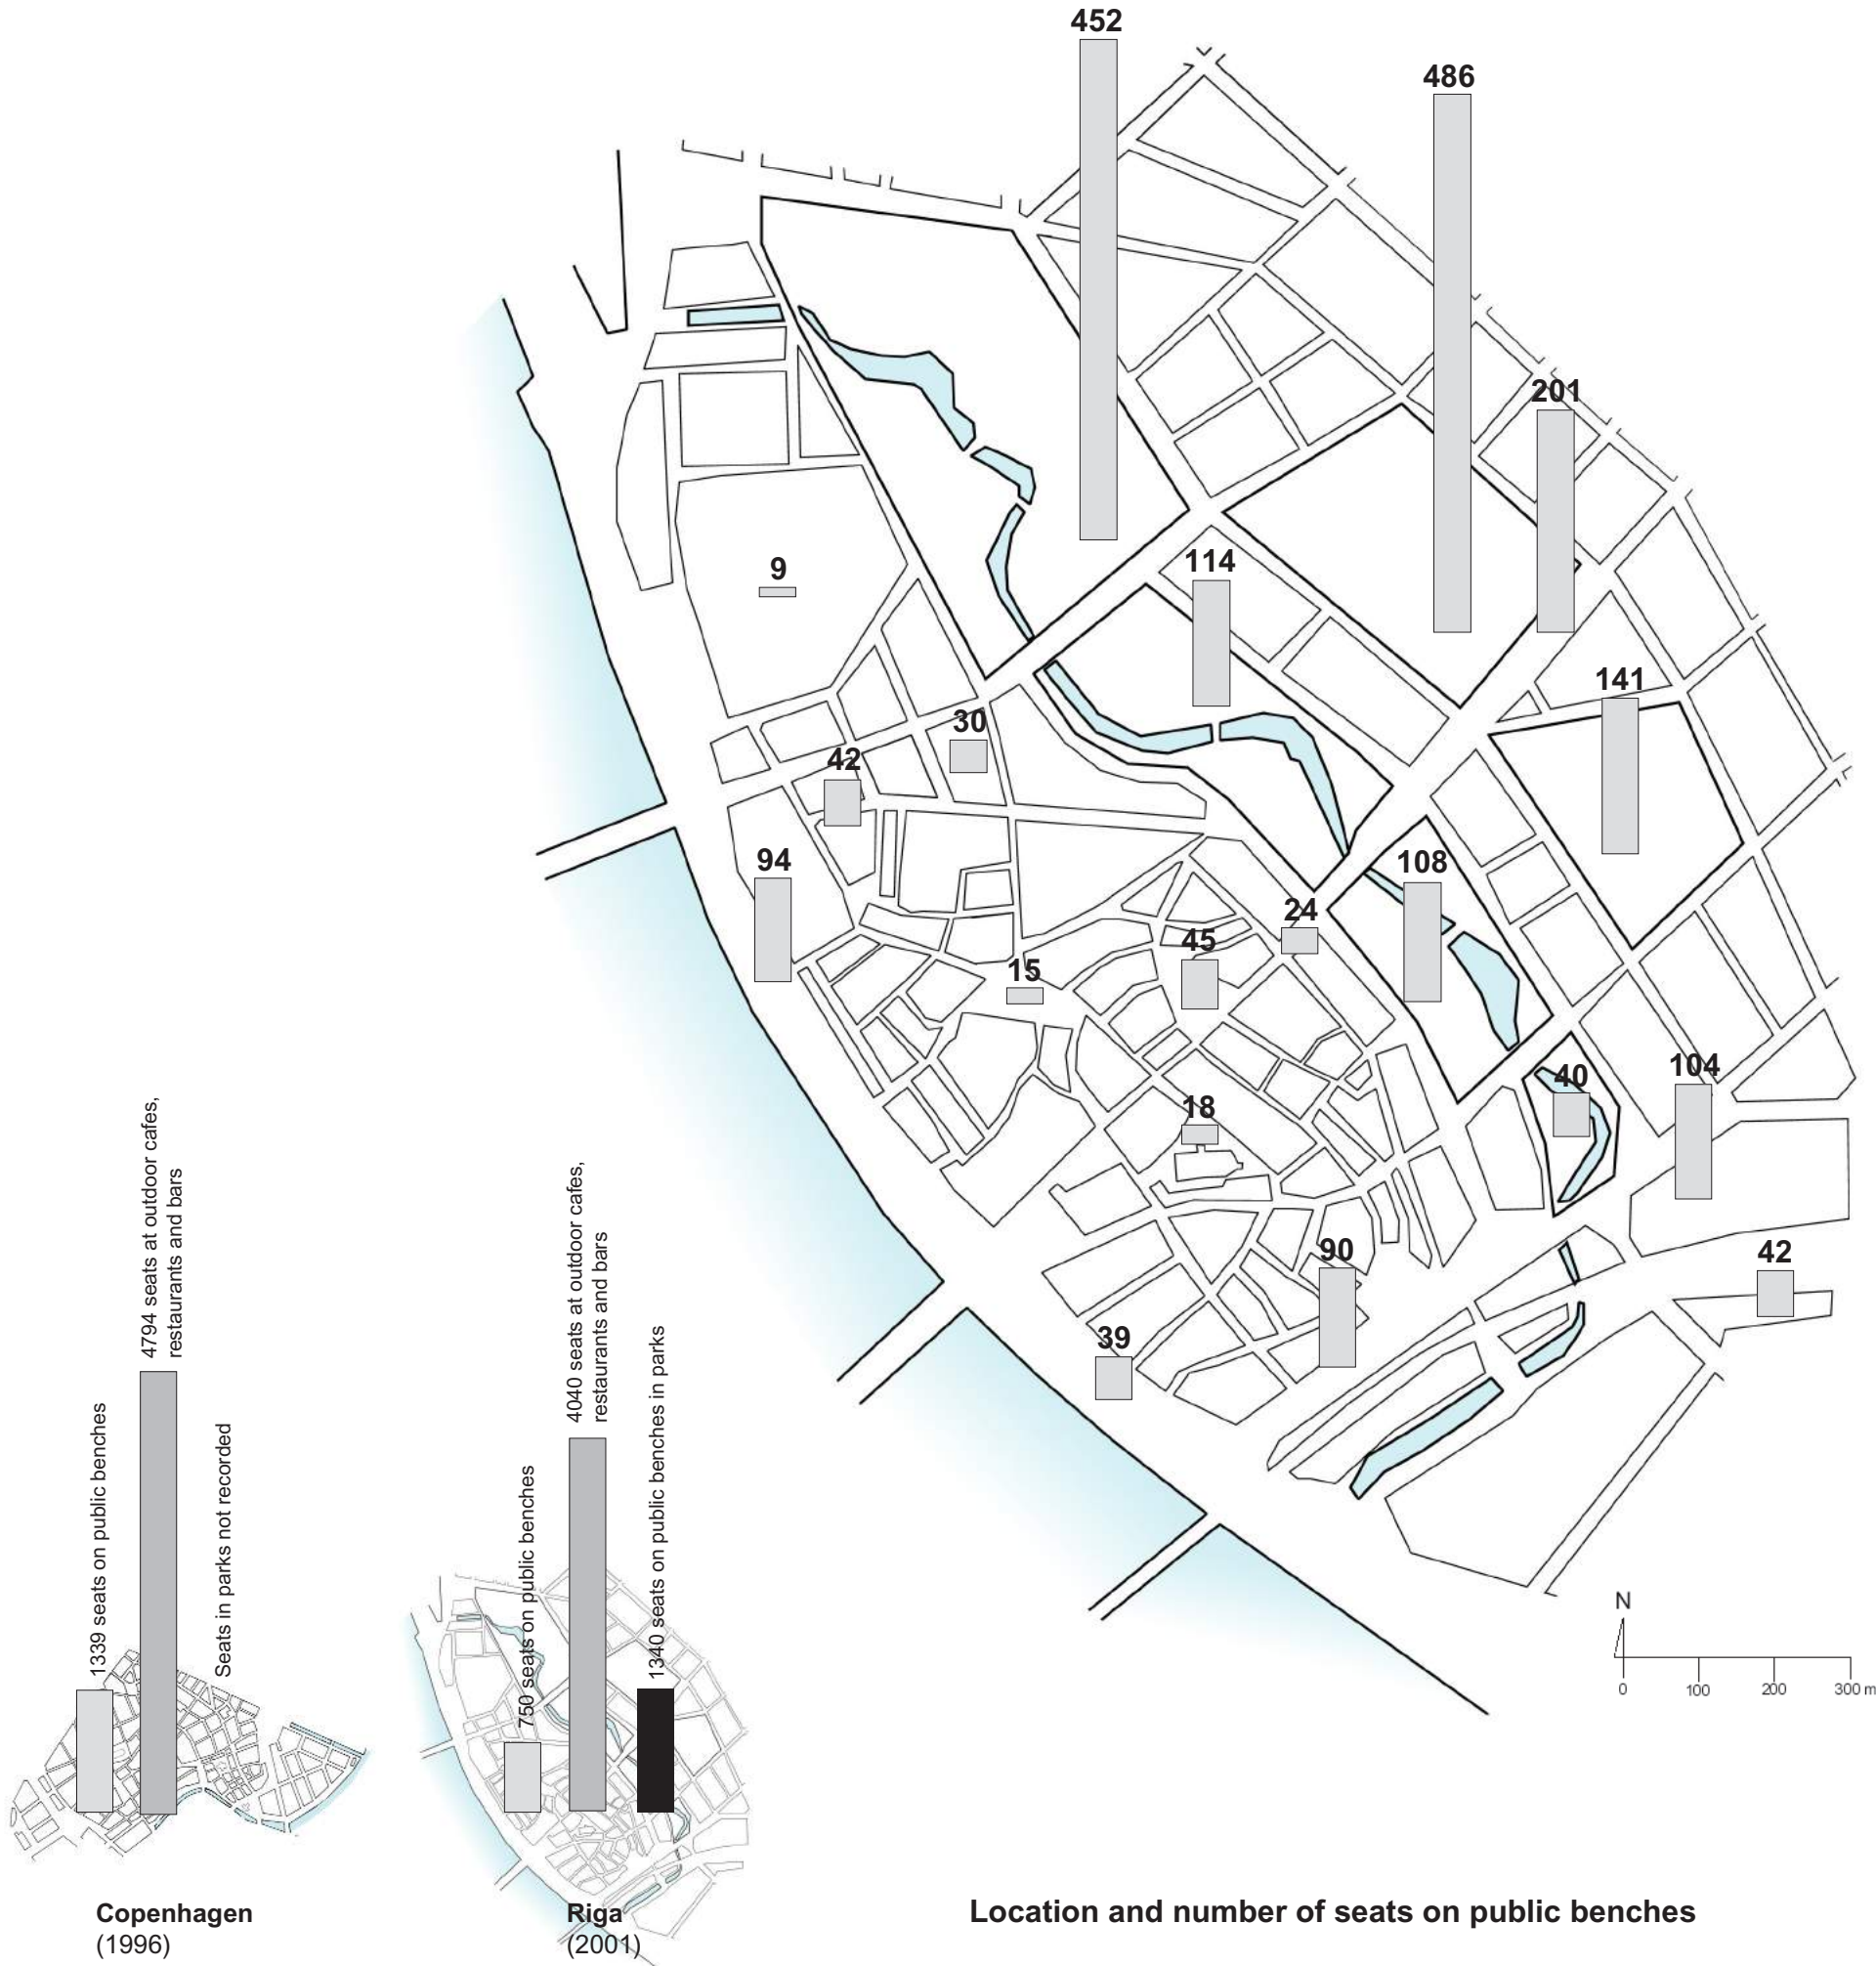 452
486
201
9
114
141
30
42
94
108
24
45
15
104
40
18
90
42
39
1339 seats on public benches
4794 seats at outdoor cafes,
restaurants and bars
Seats in parks not recorded
750 seats on public benches
4040 seats at outdoor cafes,
restaurants and bars
1340 seats on public benches in parks
N
0 100 200 300 m
Copenhagen
(1996)
Riga
(2001)
Location and number of seats on public benches